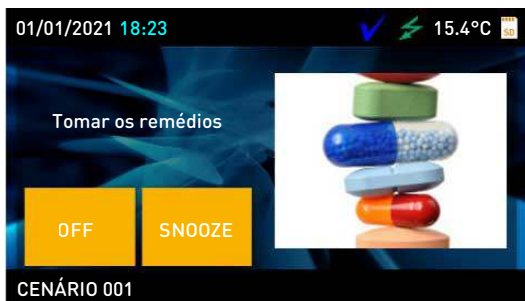 01/01/2021 18:23 15.4°C SD
Tomar os remédios
OFF SNOOZE
CENÁRIO 001